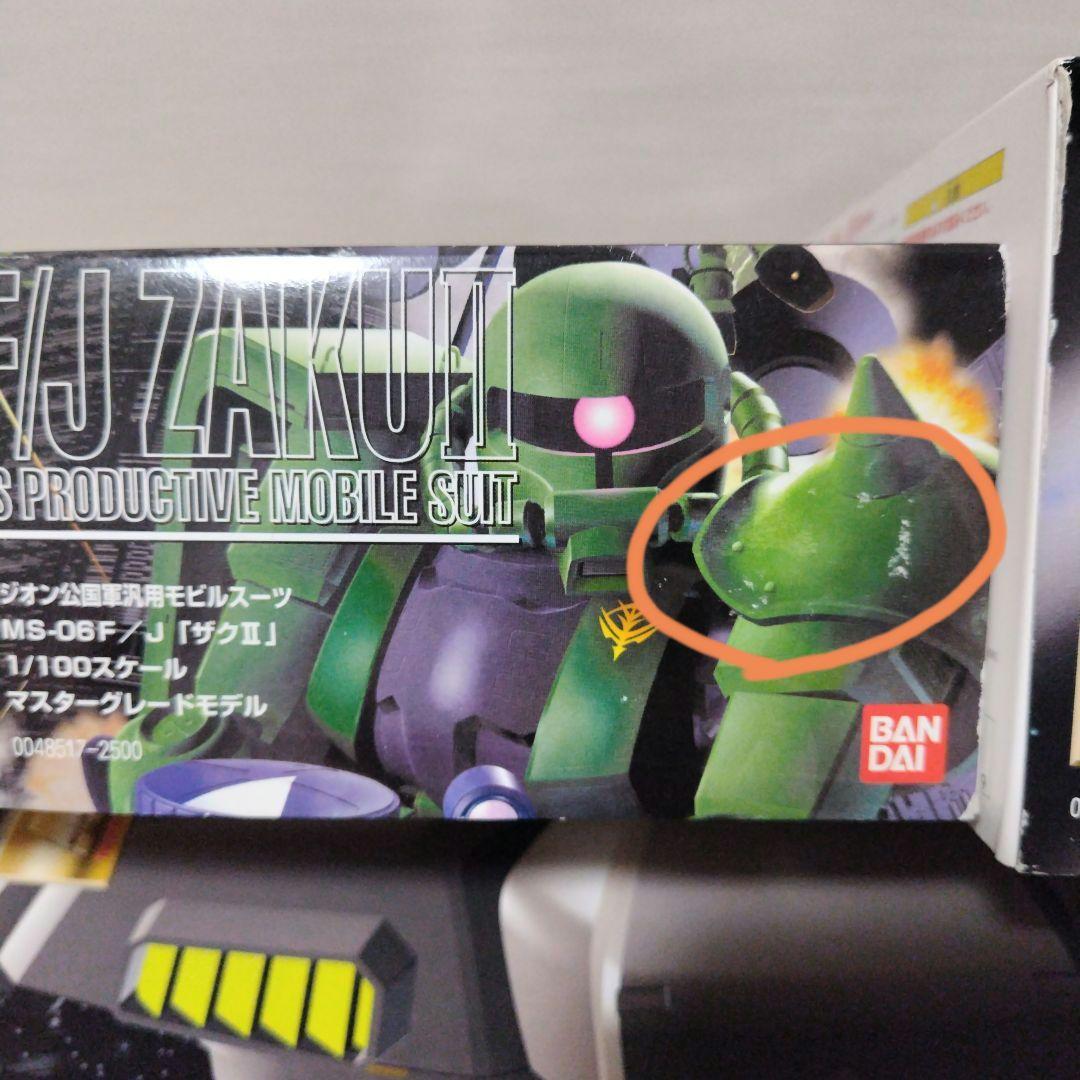 F/J ZAKUII
S PRODUCTIVE MOBILE SUIT
ジオン公国軍汎用モビルスーツ
MS-06F/J「ザクII」
1/100スケール
マスターグレードモデル
0048517-2500
BAN
DAI